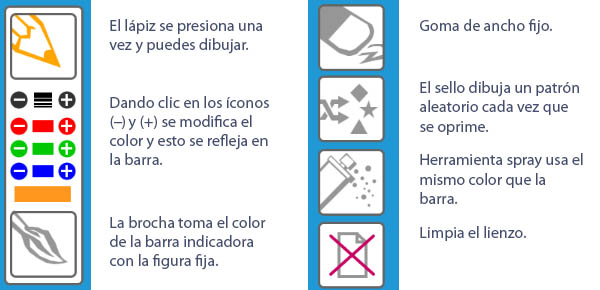 El lápiz se presiona una
vez y puedes dibujar.
Dando clic en los íconos
(–) y (+) se modifica el
color y esto se refleja en
la barra.
La brocha toma el color
de la barra indicadora
con la figura fija.
Goma de ancho fijo.
El sello dibuja un patrón
aleatorio cada vez que
se oprime.
Herramienta spray usa el
mismo color que la
barra.
Limpia el lienzo.